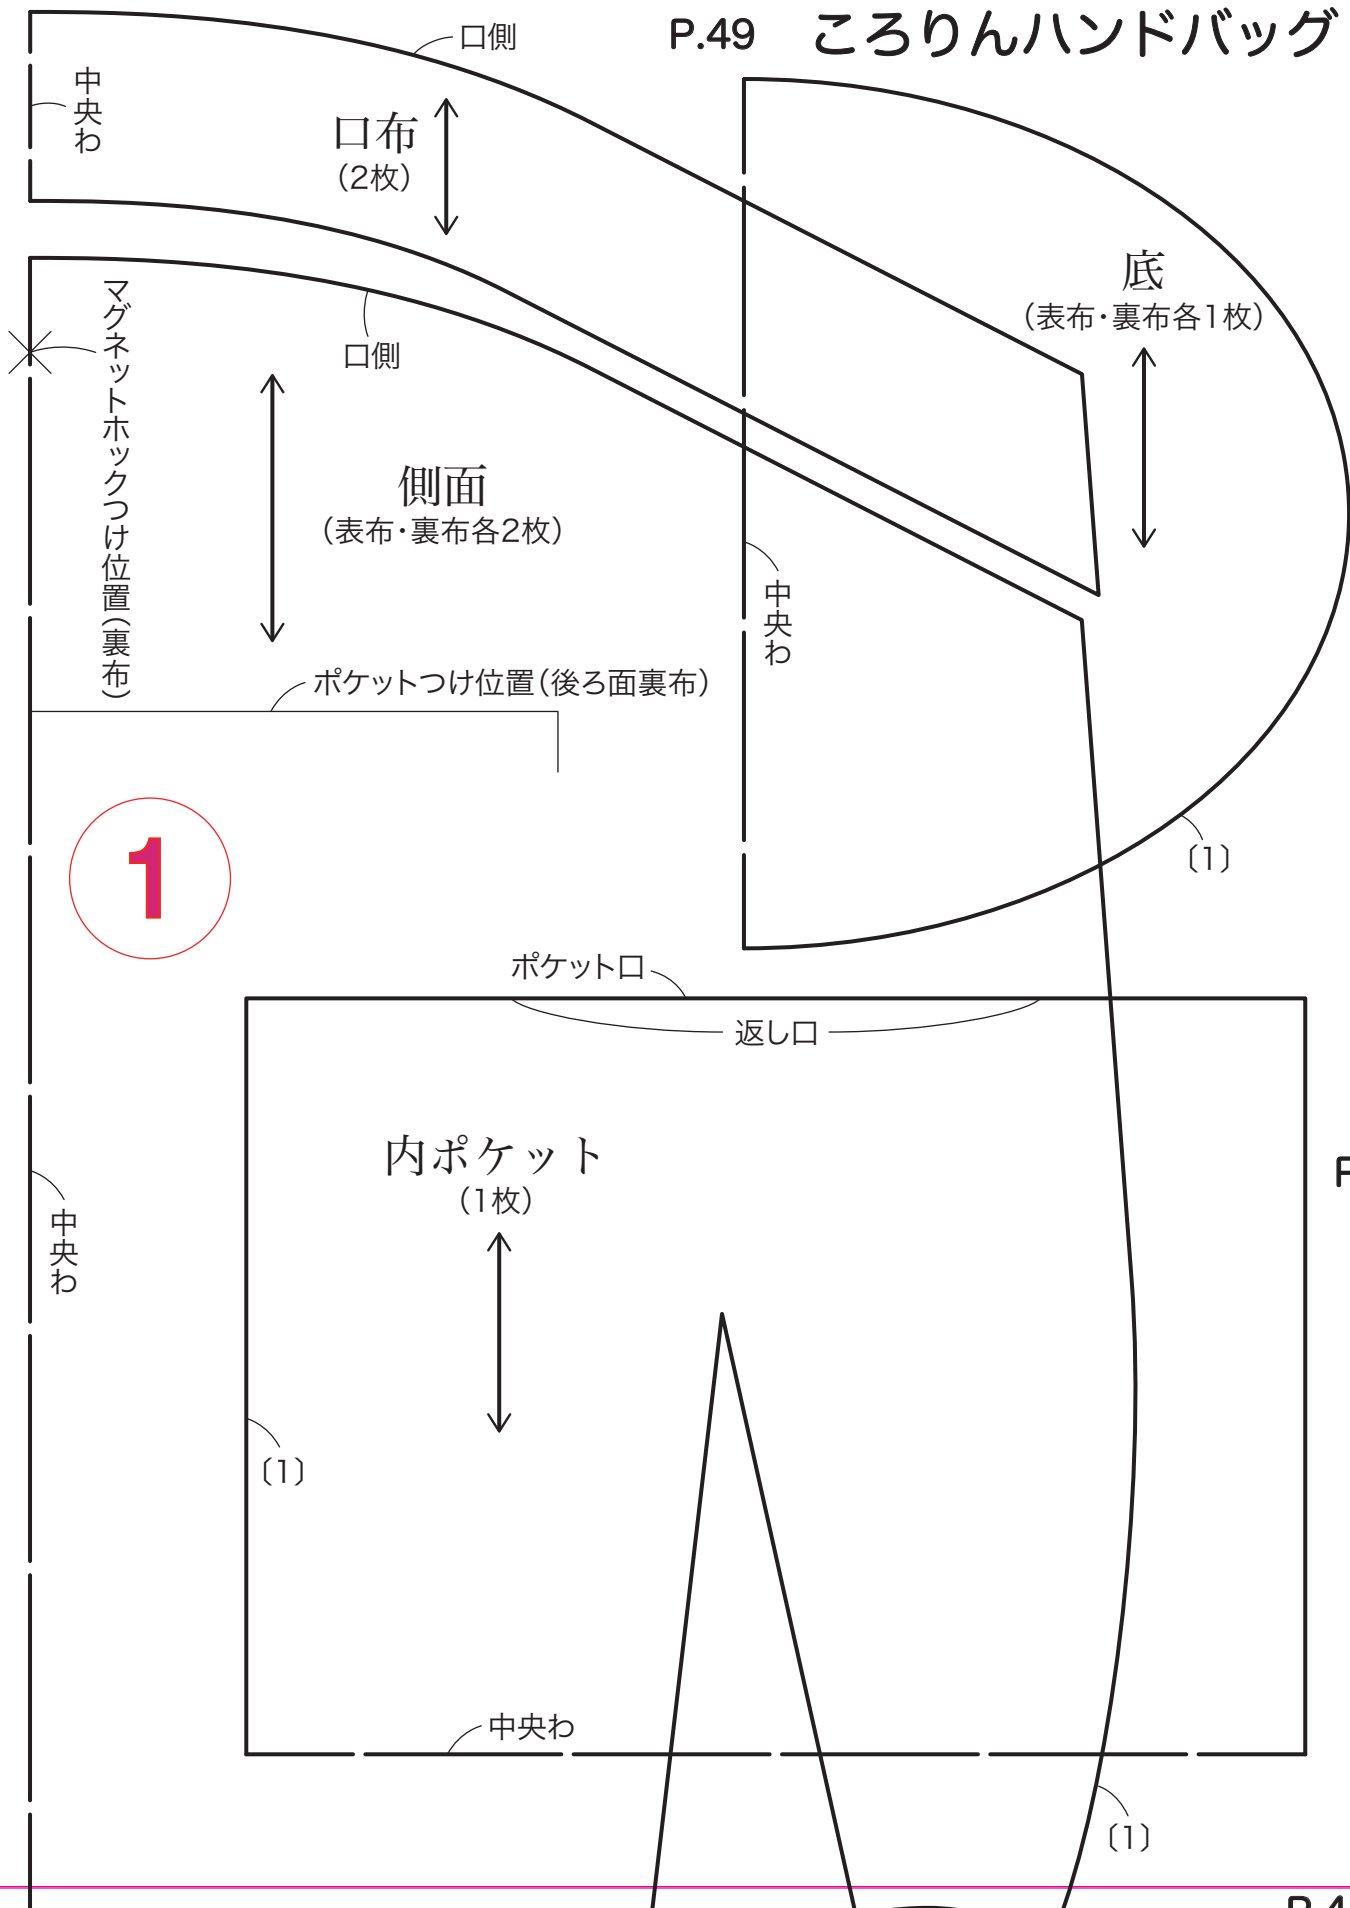 P.49　ころりんハンドバッグ
口側
中央わ
口布
（2枚）
底
（表布・裏布各1枚）
マグネットホックつけ位置（裏布）
口側
側面
（表布・裏布各2枚）
中央わ
ポケットつけ位置（後ろ面裏布）
1
〔1〕
ポケット口
返し口
内ポケット
（1枚）
中央わ
〔1〕
中央わ
〔1〕
P.4